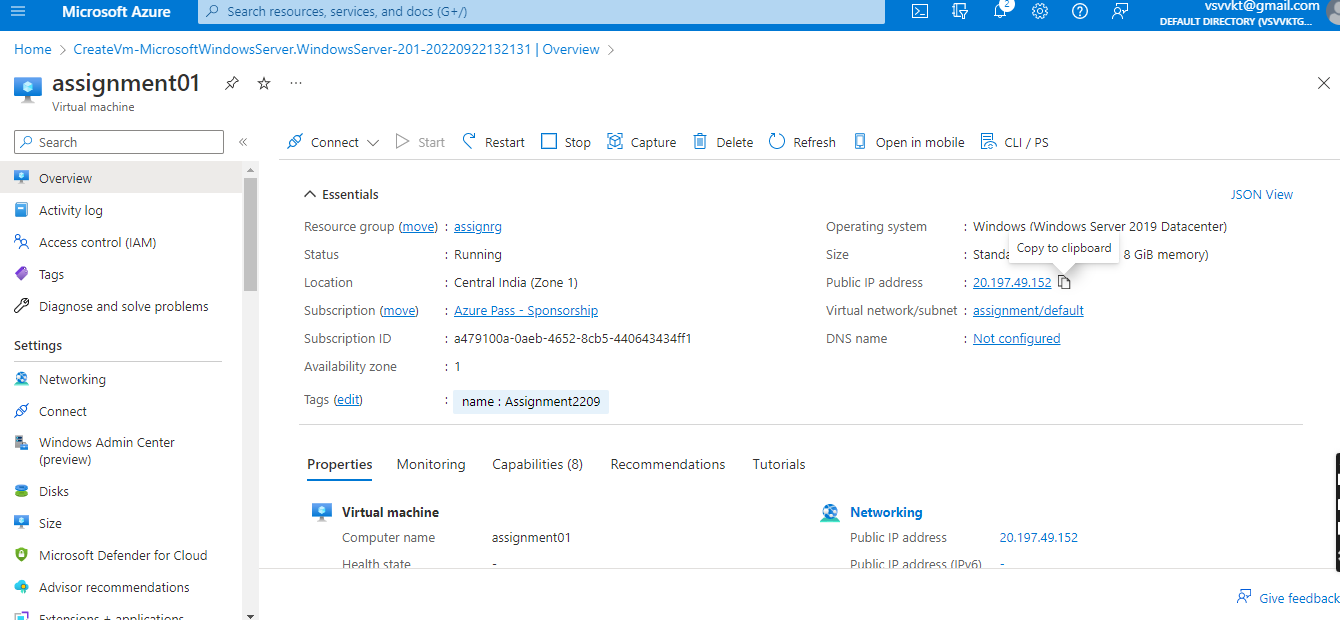 Microsoft Azure
Search resources, services, and docs (G+/)
2
vsvvkt@gmail.com
DEFAULT DIRECTORY (VSVVKTG...
Home > CreateVm-MicrosoftWindowsServer.WindowsServer-201-20220922132131 | Overview >
assignment01
Virtual machine
Search
«
Connect Start Restart Stop Capture Delete Refresh Open in mobile CLI / PS
Overview
Activity log
Access control (IAM)
Tags
Diagnose and solve problems
Settings
Networking
Connect
Windows Admin Center
(preview)
Disks
Size
Microsoft Defender for Cloud
Advisor recommendations
Extensions + applications
Essentials
JSON View
Resource group (move) : assignrg
Status : Running
Location : Central India (Zone 1)
Subscription (move) : Azure Pass - Sponsorship
Subscription ID : a479100a-0aeb-4652-8cb5-440643434ff1
Availability zone : 1
Tags (edit) : name : Assignment2209
Operating system : Windows (Windows Server 2019 Datacenter)
Copy to clipboard
Size : Standa 8 GiB memory)
Public IP address : 20.197.49.152
Virtual network/subnet : assignment/default
DNS name : Not configured
Properties Monitoring Capabilities (8) Recommendations Tutorials
Virtual machine
Computer name assignment01
Health state -
Networking
Public IP address 20.197.49.152
Public IP address (IPv6) -
Give feedback